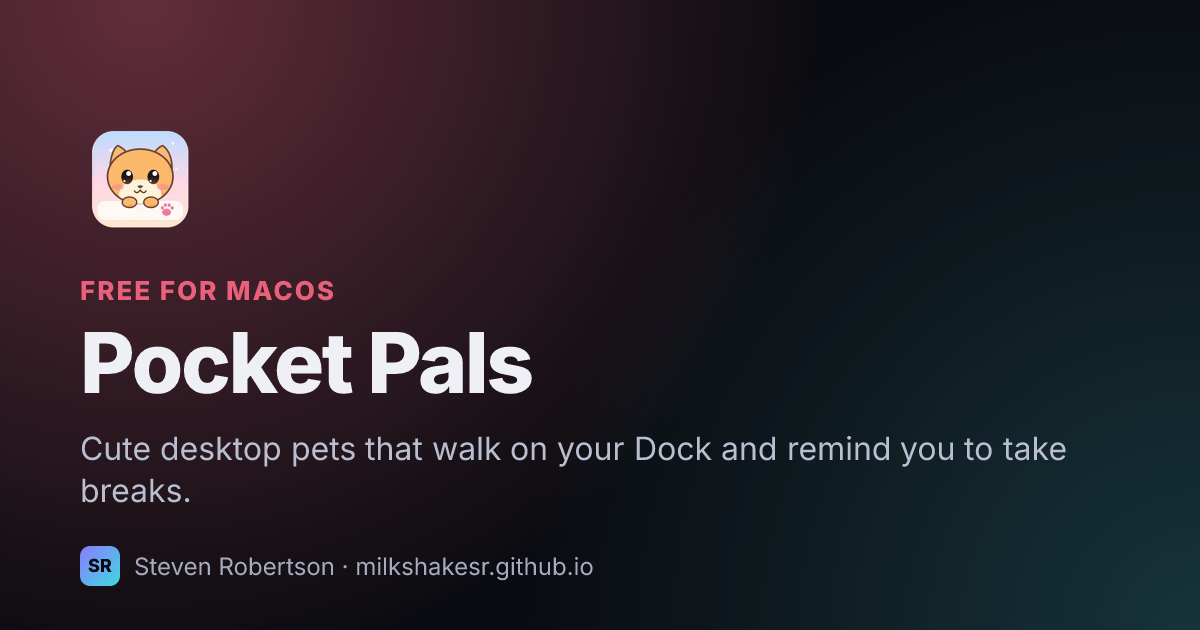 FREE FOR MACOS
Pocket Pals
Cute desktop pets that walk on your Dock and remind you to take
breaks.
SR Steven Robertson · milkshakesr.github.io